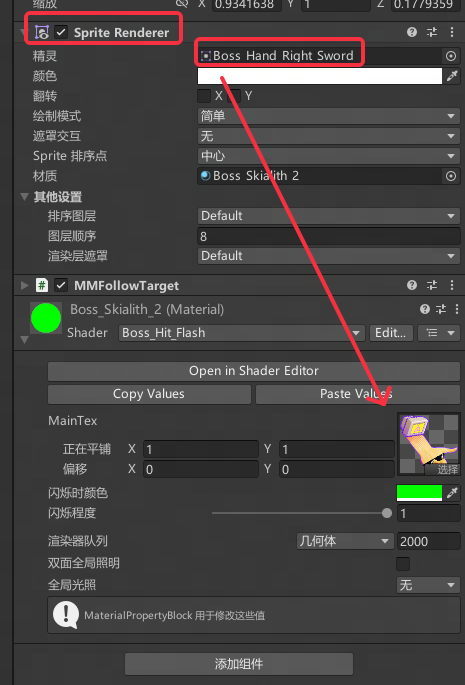 缩放 X 0.9341638 Y 1 Z 0.1779359
Sprite Renderer
精灵 Boss Hand Right Sword
颜色
翻转 X Y
绘制模式 简单
遮罩交互 无
Sprite 排序点 中心
材质 Boss Skialith 2
其他设置
排序图层 Default
图层顺序 8
渲染层遮罩 Default
# MMFollowTarget
Boss_Skialith_2 (Material)
Shader Boss_Hit_Flash Edit...
Open in Shader Editor
Copy Values Paste Values
MainTex
正在平铺 X 1 Y 1
偏移 X 0 Y 0
选择
闪烁时颜色
闪烁程度 1
渲染器队列 几何体 2000
双面全局照明
全局光照 无
MaterialPropertyBlock 用于修改这些值
添加组件